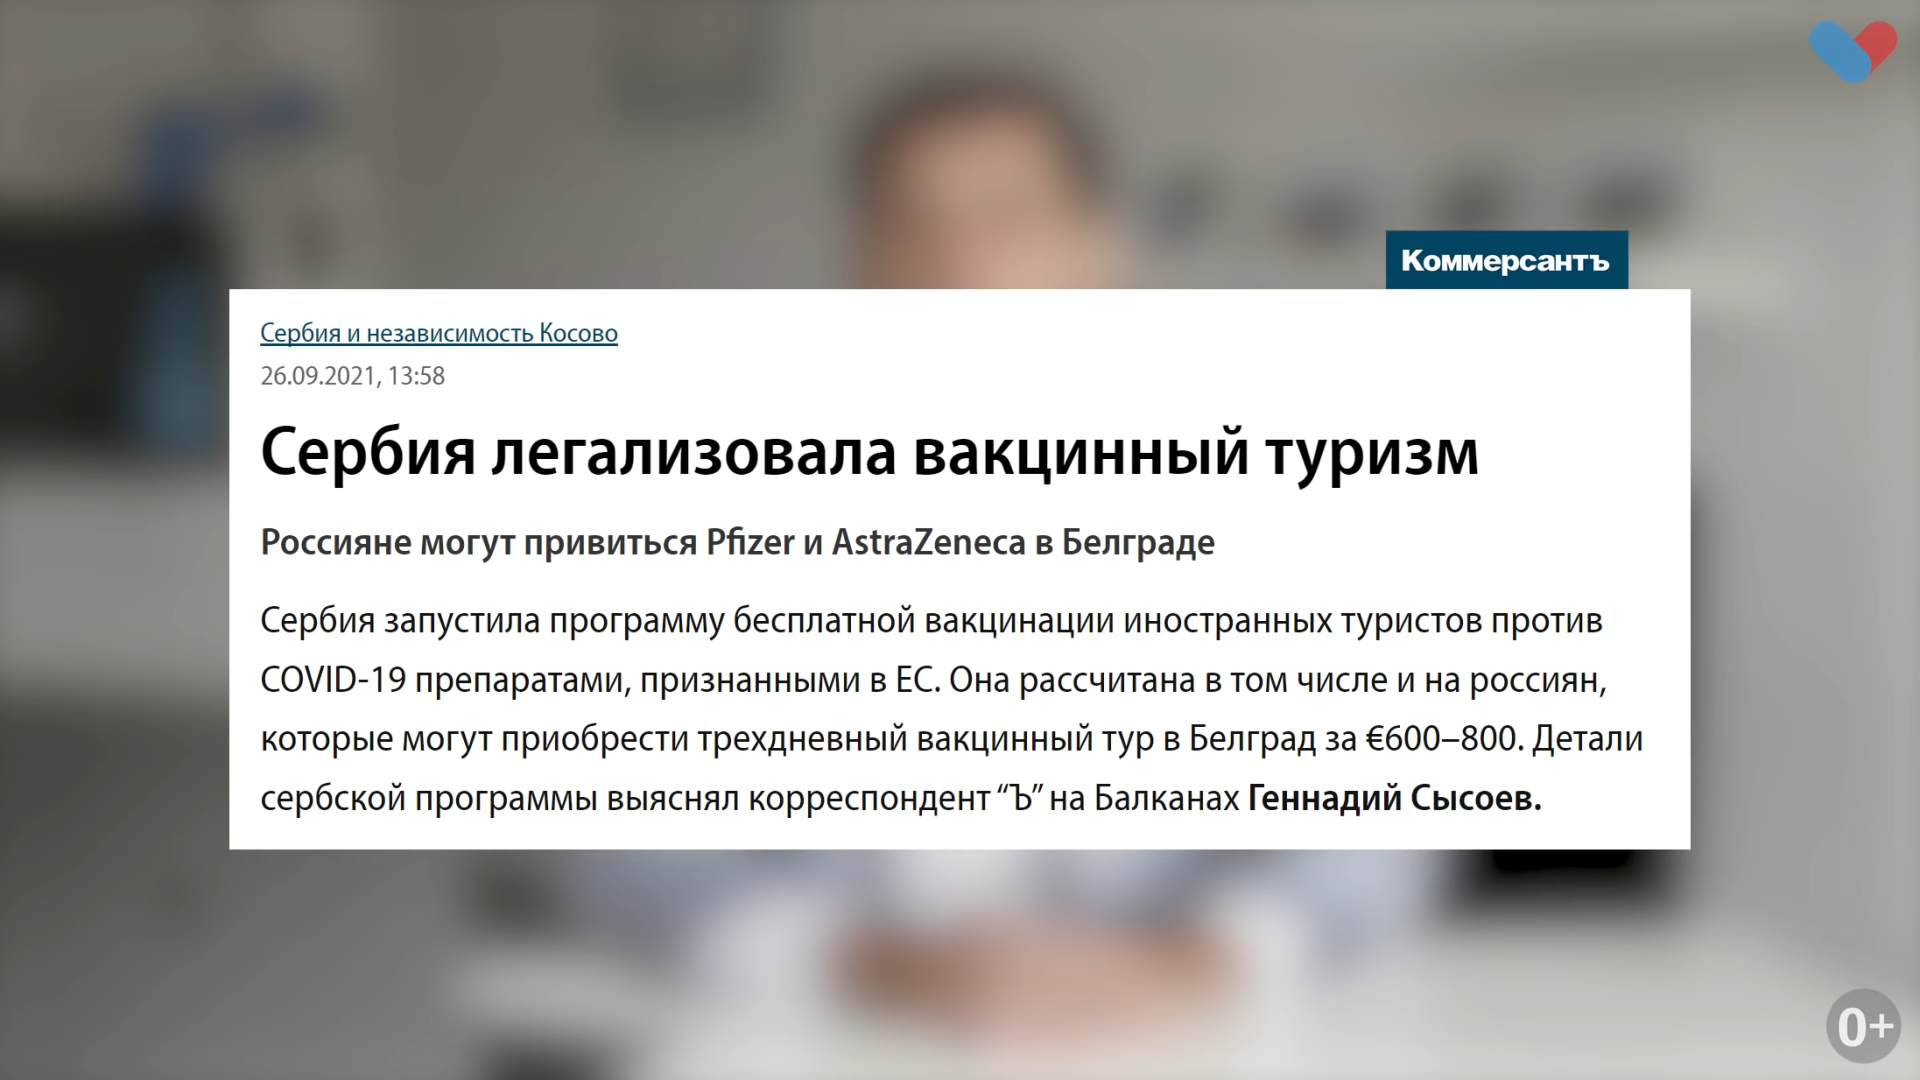 Коммерсантъ
Сербия и независимость Косово
26.09.2021, 13:58
Сербия легализовала вакцинный туризм
Россияне могут привиться Pfizer и AstraZeneca в Белграде
Сербия запустила программу бесплатной вакцинации иностранных туристов против
COVID-19 препаратами, признанными в ЕС. Она рассчитана в том числе и на россиян,
которые могут приобрести трехдневный вакцинный тур в Белград за €600–800. Детали
сербской программы выяснял корреспондент “Ъ” на Балканах Геннадий Сысоев.
0+